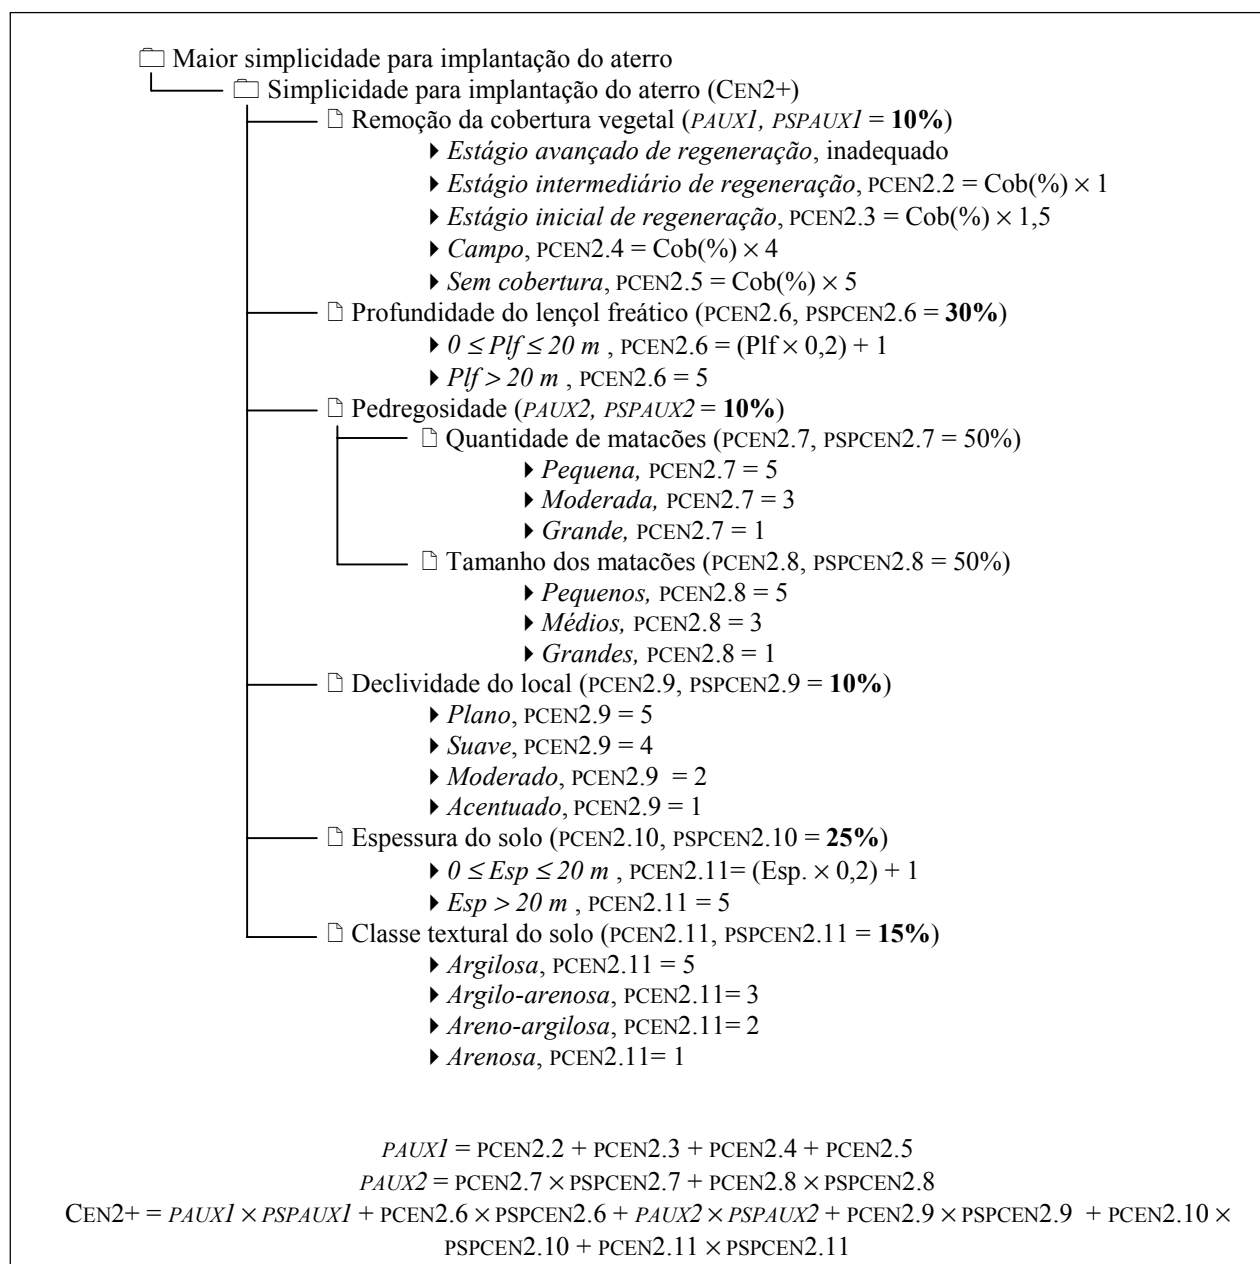 Maior simplicidade para implantação do aterro
Simplicidade para implantação do aterro (CEN2+)
Remoção da cobertura vegetal (PAUX1, PSPAUX1 = 10%)
Estágio avançado de regeneração, inadequado
Estágio intermediário de regeneração, PCEN2.2 = Cob(%) × 1
Estágio inicial de regeneração, PCEN2.3 = Cob(%) × 1,5
Campo, PCEN2.4 = Cob(%) × 4
Sem cobertura, PCEN2.5 = Cob(%) × 5
Profundidade do lençol freático (PCEN2.6, PSPCEN2.6 = 30%)
0 ≤ Plf ≤ 20 m , PCEN2.6 = (Plf × 0,2) + 1
Plf > 20 m , PCEN2.6 = 5
Pedregosidade (PAUX2, PSPAUX2 = 10%)
Quantidade de matacões (PCEN2.7, PSPCEN2.7 = 50%)
Pequena, PCEN2.7 = 5
Moderada, PCEN2.7 = 3
Grande, PCEN2.7 = 1
Tamanho dos matacões (PCEN2.8, PSPCEN2.8 = 50%)
Pequenos, PCEN2.8 = 5
Médios, PCEN2.8 = 3
Grandes, PCEN2.8 = 1
Declividade do local (PCEN2.9, PSPCEN2.9 = 10%)
Plano, PCEN2.9 = 5
Suave, PCEN2.9 = 4
Moderado, PCEN2.9 = 2
Acentuado, PCEN2.9 = 1
Espessura do solo (PCEN2.10, PSPCEN2.10 = 25%)
0 ≤ Esp ≤ 20 m , PCEN2.11= (Esp. × 0,2) + 1
Esp > 20 m , PCEN2.11 = 5
Classe textural do solo (PCEN2.11, PSPCEN2.11 = 15%)
Argilosa, PCEN2.11 = 5
Argilo-arenosa, PCEN2.11= 3
Areno-argilosa, PCEN2.11= 2
Arenosa, PCEN2.11= 1
PAUX1 = PCEN2.2 + PCEN2.3 + PCEN2.4 + PCEN2.5
PAUX2 = PCEN2.7 × PSPCEN2.7 + PCEN2.8 × PSPCEN2.8
CEN2+ = PAUX1 × PSPAUX1 + PCEN2.6 × PSPCEN2.6 + PAUX2 × PSPAUX2 + PCEN2.9 × PSPCEN2.9 + PCEN2.10 ×
PSPCEN2.10 + PCEN2.11 × PSPCEN2.11